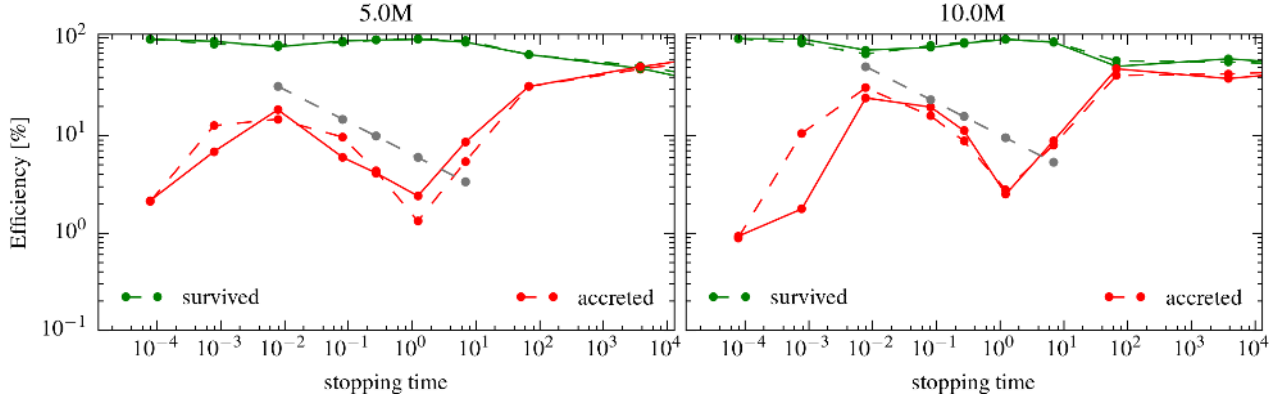 5.0M
10.0M
Efficiency [%]
10²
10¹
10⁰
10⁻¹
survived
accreted
survived
accreted
10⁻⁴ 10⁻³ 10⁻² 10⁻¹ 10⁰ 10¹ 10² 10³ 10⁴
10⁻⁴ 10⁻³ 10⁻² 10⁻¹ 10⁰ 10¹ 10² 10³ 10⁴
stopping time
stopping time